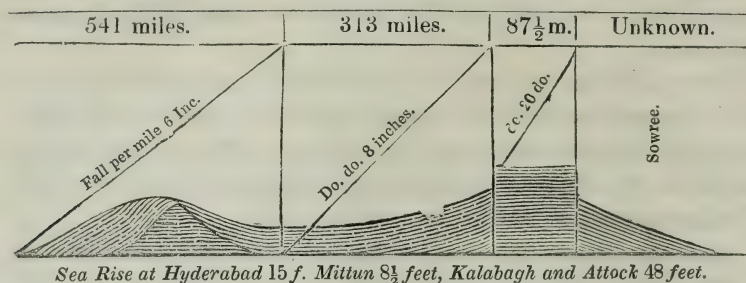 541 miles. 313 miles. 87½ m. Unknown.
Fall per mile 6 Inc.
Do. do. 8 inches.
20 do.
Sowree.
Sea Rise at Hyderabad 15 f. Mittun 8½ feet, Kalabagh and Attock 48 feet.